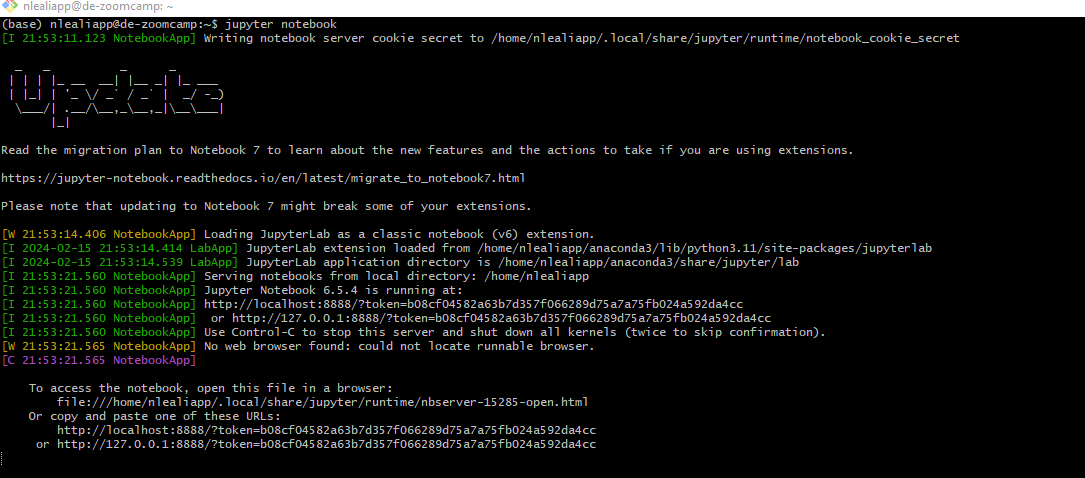 nlealiapp@de-zoomcamp: ~
(base) nlealiapp@de-zoomcamp:~$ jupyter notebook
[I 21:53:11.123 NotebookApp] Writing notebook server cookie secret to /home/nlealiapp/.local/share/jupyter/runtime/notebook_cookie_secret
Update
Read the migration plan to Notebook 7 to learn about the new features and the actions to take if you are using extensions.
https://jupyter-notebook.readthedocs.io/en/latest/migrate_to_notebook7.html
Please note that updating to Notebook 7 might break some of your extensions.
[W 21:53:14.406 NotebookApp] Loading JupyterLab as a classic notebook (v6) extension.
[I 2024-02-15 21:53:14.414 LabApp] JupyterLab extension loaded from /home/nlealiapp/anaconda3/lib/python3.11/site-packages/jupyterlab
[I 2024-02-15 21:53:14.539 LabApp] JupyterLab application directory is /home/nlealiapp/anaconda3/share/jupyter/lab
[I 21:53:21.560 NotebookApp] Serving notebooks from local directory: /home/nlealiapp
[I 21:53:21.560 NotebookApp] Jupyter Notebook 6.5.4 is running at:
[I 21:53:21.560 NotebookApp] http://localhost:8888/?token=b08cf04582a63b7d357f066289d75a7a75fb024a592da4cc
[I 21:53:21.560 NotebookApp]  or http://127.0.0.1:8888/?token=b08cf04582a63b7d357f066289d75a7a75fb024a592da4cc
[I 21:53:21.560 NotebookApp] Use Control-C to stop this server and shut down all kernels (twice to skip confirmation).
[W 21:53:21.565 NotebookApp] No web browser found: could not locate runnable browser.
[C 21:53:21.565 NotebookApp]
To access the notebook, open this file in a browser:
file:///home/nlealiapp/.local/share/jupyter/runtime/nbserver-15285-open.html
Or copy and paste one of these URLs:
http://localhost:8888/?token=b08cf04582a63b7d357f066289d75a7a75fb024a592da4cc
or http://127.0.0.1:8888/?token=b08cf04582a63b7d357f066289d75a7a75fb024a592da4cc